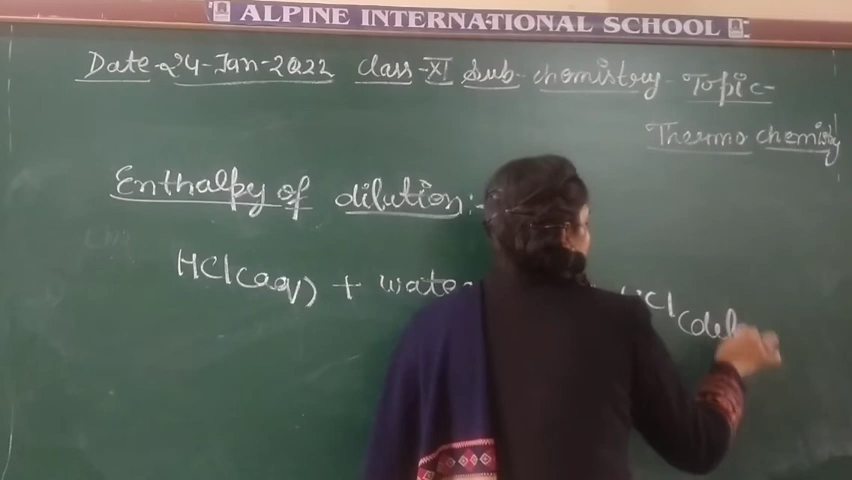 ALPINE INTERNATIONAL SCHOOL
Date-24-Jan-2022 Class-XI Sub-chemistry- Topic-
Thermo chemistry
Enthalpy of dilution:-
HCl(aq) + wate HCl(dil